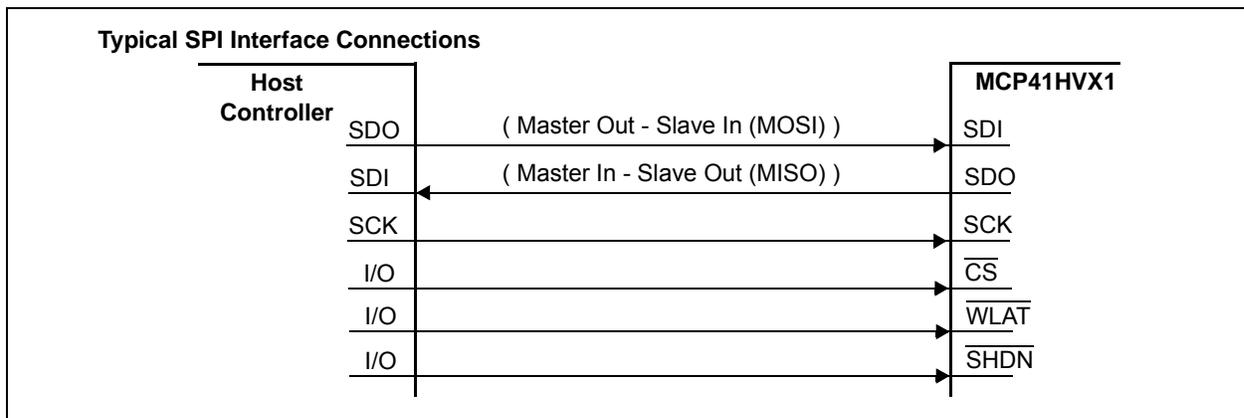 Typical SPI Interface Connections
Host
Controller
MCP41HVX1
SDO
( Master Out - Slave In (MOSI) )
SDI
SDI
( Master In - Slave Out (MISO) )
SDO
SCK
SCK
I/O
CS
I/O
WLAT
I/O
SHDN